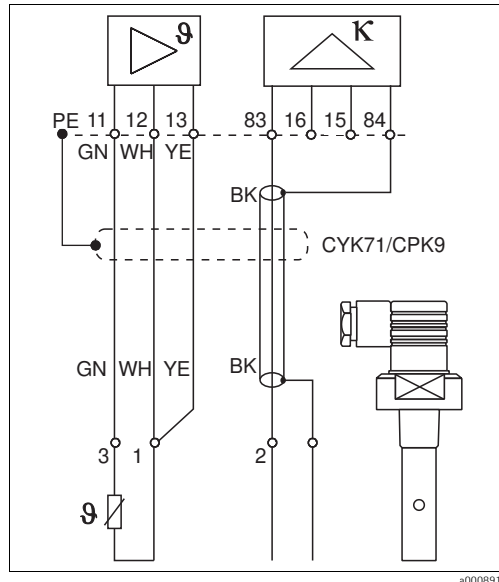 ϑ κ
PE 11 12 13 83 16 15 84
GN WH YE
BK
CYK71/CPK9
GN WH YE BK
3 1 2
ϑ
a000891